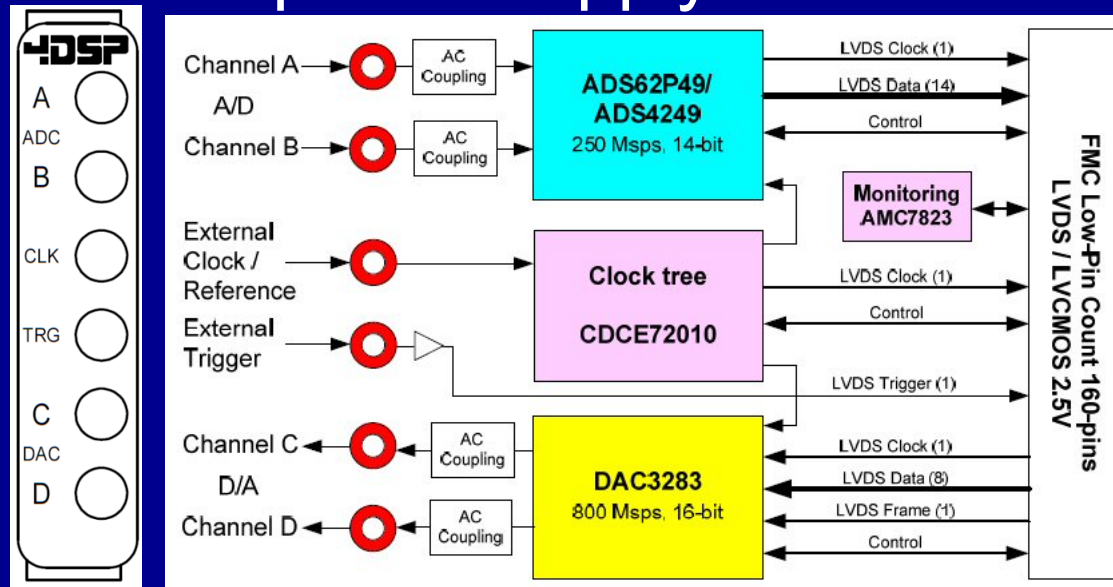 4DSP
A
ADC
B
CLK
TRG
C
DAC
D
Channel A
A/D
Channel B
External
Clock /
Reference
External
Trigger
Channel C
D/A
Channel D
AC
Coupling
AC
Coupling
AC
Coupling
AC
Coupling
ADS62P49/
ADS4249
250 Msps, 14-bit
Clock tree
CDCE72010
DAC3283
800 Msps, 16-bit
Monitoring
AMC7823
LVDS Clock (1)
LVDS Data (14)
Control
LVDS Clock (1)
Control
LVDS Trigger (1)
LVDS Clock (1)
LVDS Data (8)
LVDS Frame (1)
Control
FMC Low-Pin Count 160-pins
LVDS / LVCMOS 2.5V